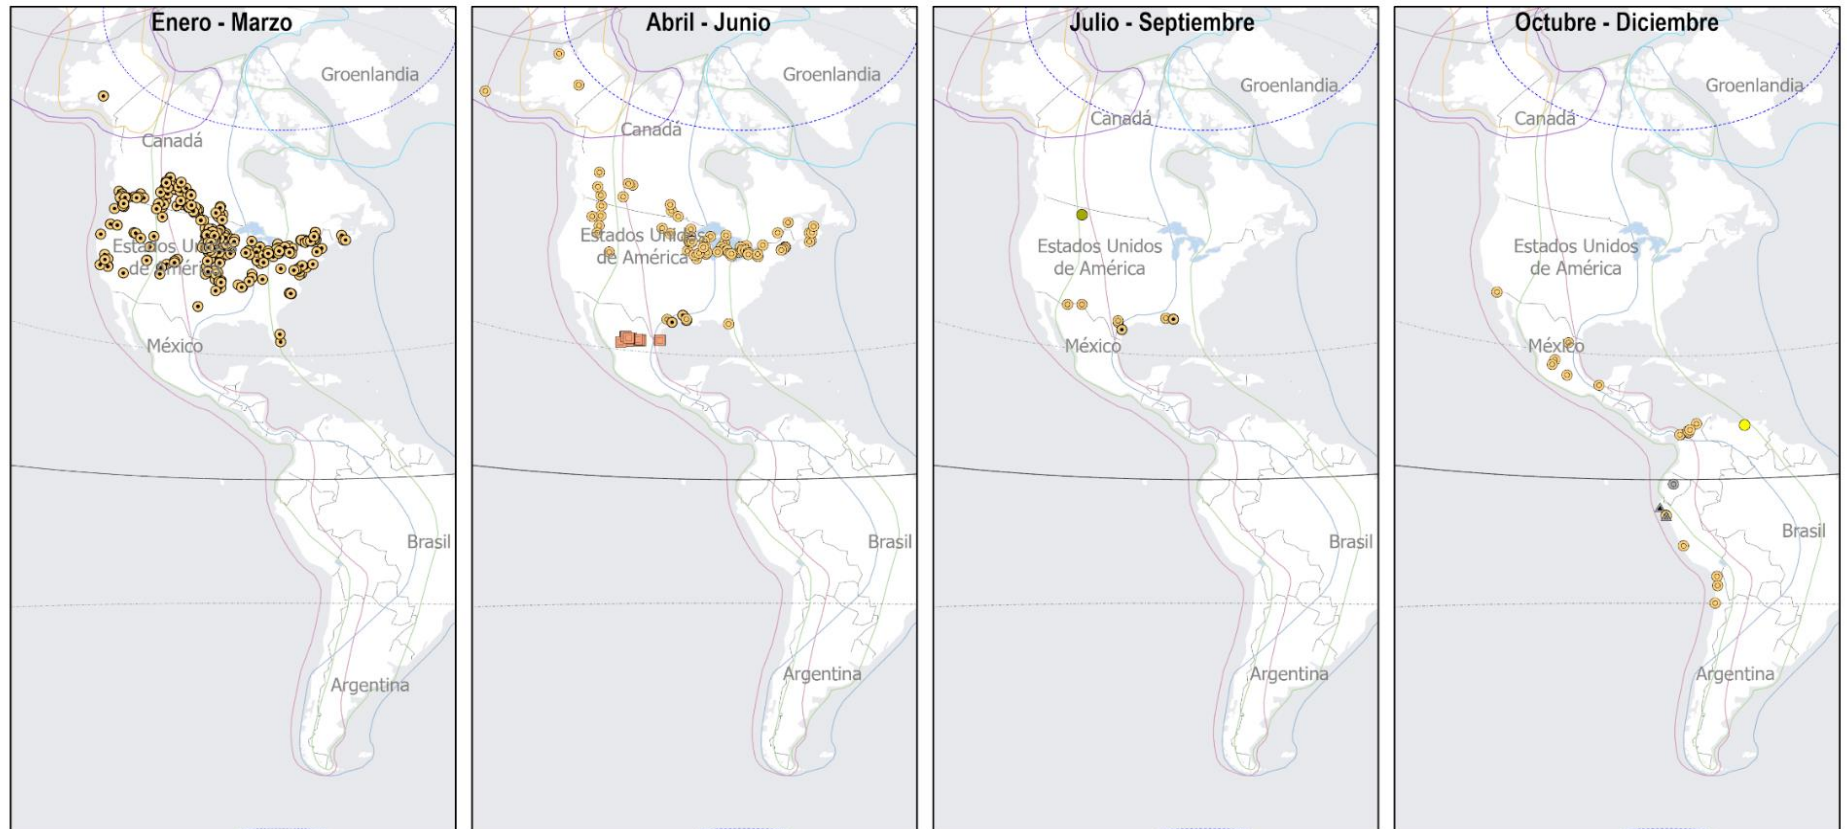 Enero - Marzo
Groenlandia
Canadá
Estados Unidos
de América
México
Brasil
Argentina
Abril - Junio
Groenlandia
Canadá
Estados Unidos
de América
Brasil
Argentina
Julio - Septiembre
Groenlandia
Canadá
Estados Unidos
de América
México
Brasil
Argentina
Octubre - Diciembre
Groenlandia
Canadá
Estados Unidos
de América
México
Brasil
Argentina